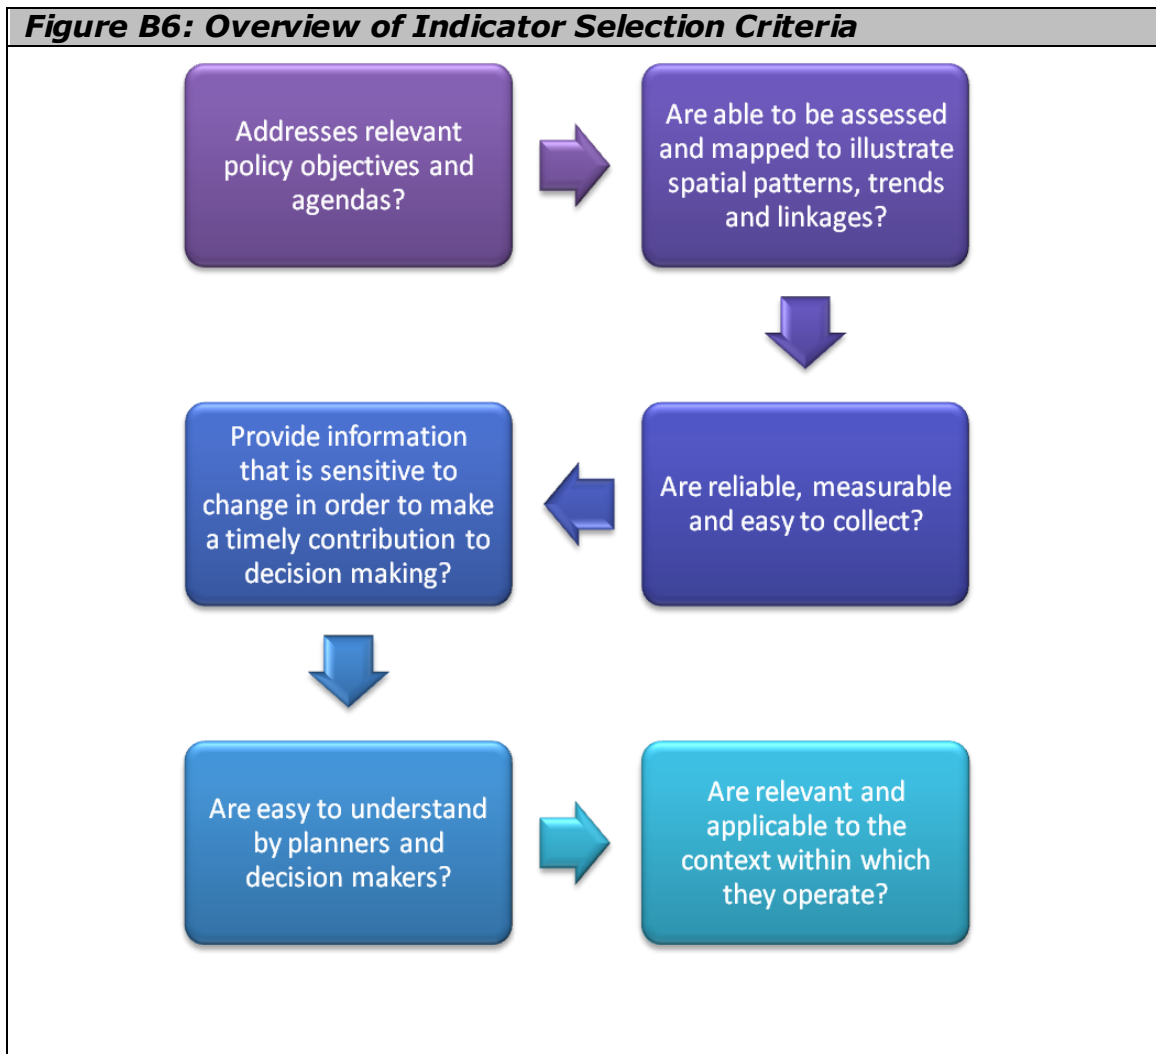 Figure B6: Overview of Indicator Selection Criteria
Addresses relevant
policy objectives and
agendas?
Are able to be assessed
and mapped to illustrate
spatial patterns, trends
and linkages?
Are reliable, measurable
and easy to collect?
Provide information
that is sensitive to
change in order to make
a timely contribution to
decision making?
Are easy to understand
by planners and
decision makers?
Are relevant and
applicable to the
context within which
they operate?